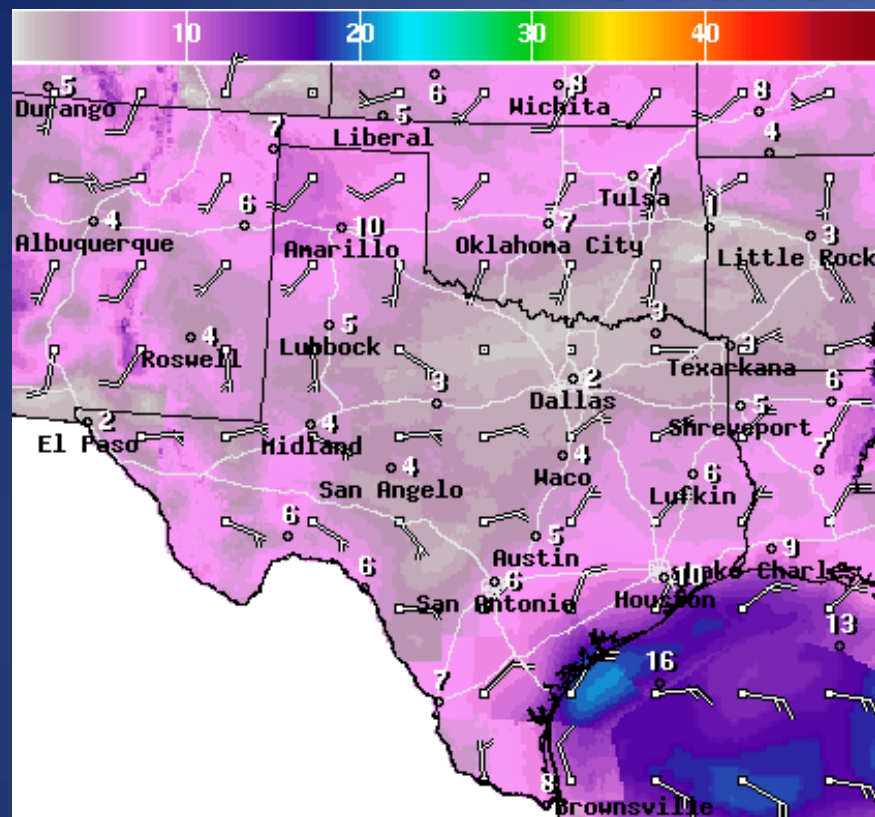 10 20 30 40
5 6 8 8
Durango Wichita
7 5 4
Liberal
7
Tulsa
4 6 10 7 1 3
Albuquerque Amarillo Oklahoma City Little Rock
4 5 3 3
Roswell Lubbock Texarkana
3 2 5 6
Dallas
2 4 Shreveport
El Paso Midland
4 4 6 7
San Angelo Waco Lufkin
6 5 9
Austin
6 6 10 Lake Charles
San Antonio Houston
13
7 16
8
Brownsville